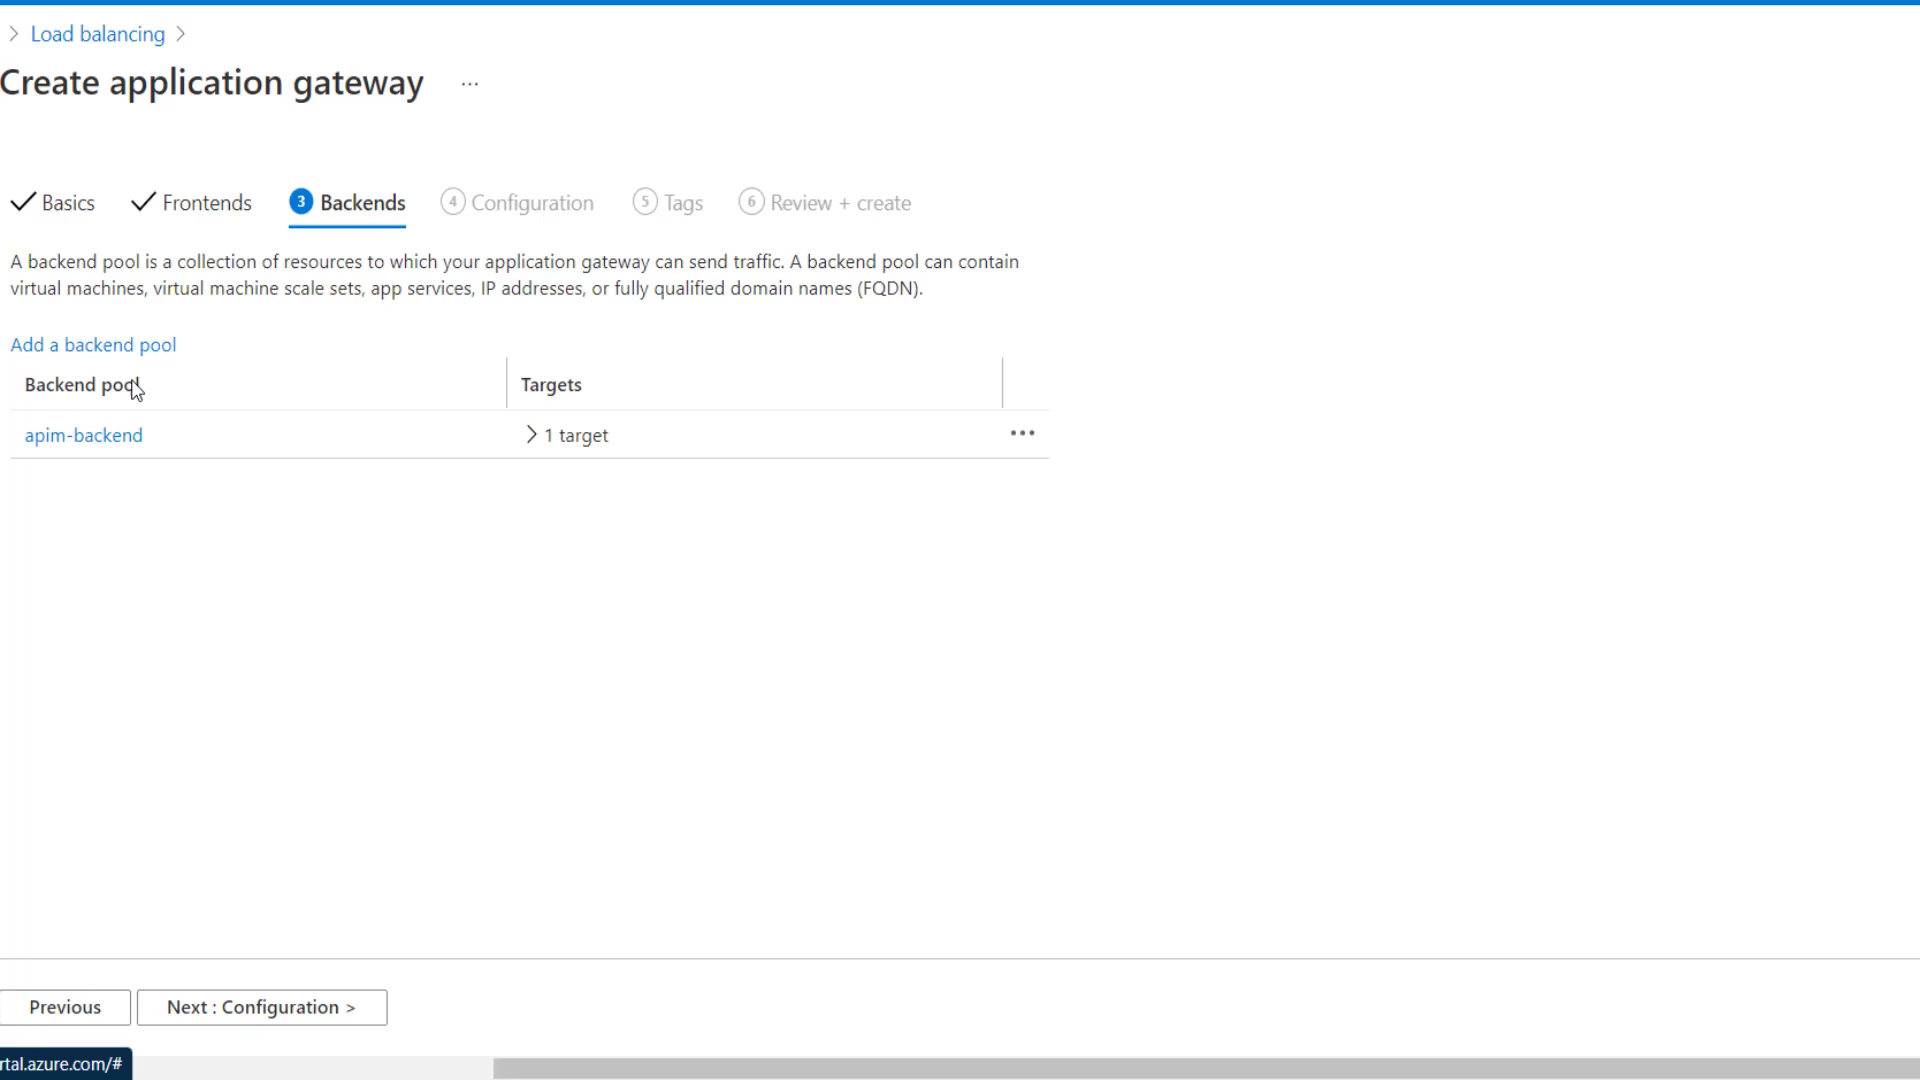 Load balancing
Create application gateway ...
Basics Frontends 3 Backends 4 Configuration 5 Tags 6 Review + create
A backend pool is a collection of resources to which your application gateway can send traffic. A backend pool can contain
virtual machines, virtual machine scale sets, app services, IP addresses, or fully qualified domain names (FQDN).
Add a backend pool
Backend pool Targets
apim-backend > 1 target •••
Previous Next : Configuration >
rtal.azure.com/#